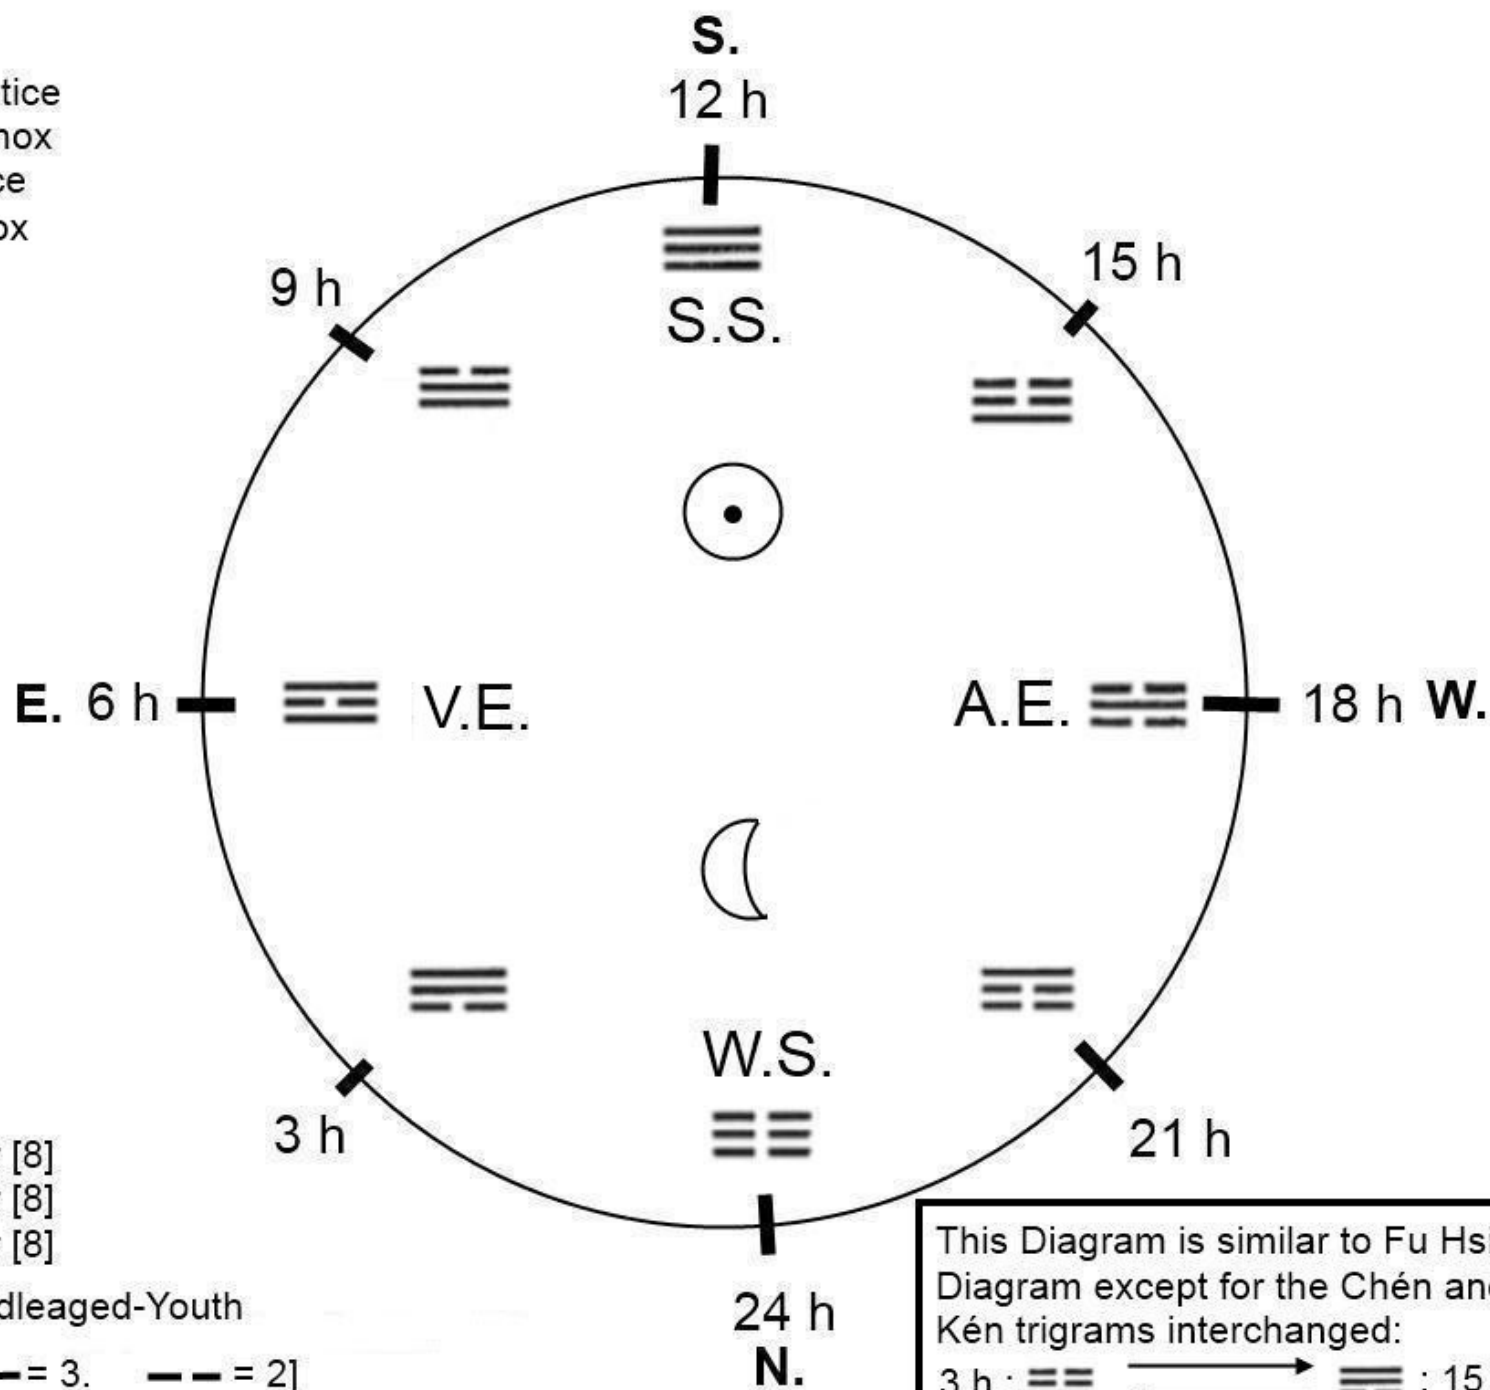 S.
12 h
tice
nox
ce
ox
9 h
15 h
S.S.
E. 6 h
V.E.
A.E.
18 h W.
W.S.
3 h
21 h
[8]
[8]
[8]
dleaged-Youth
= 3. = 2]
24 h
N.
This Diagram is similar to Fu Hsi
Diagram except for the Chén and
Kén trigrams interchanged:
3 h : : 15